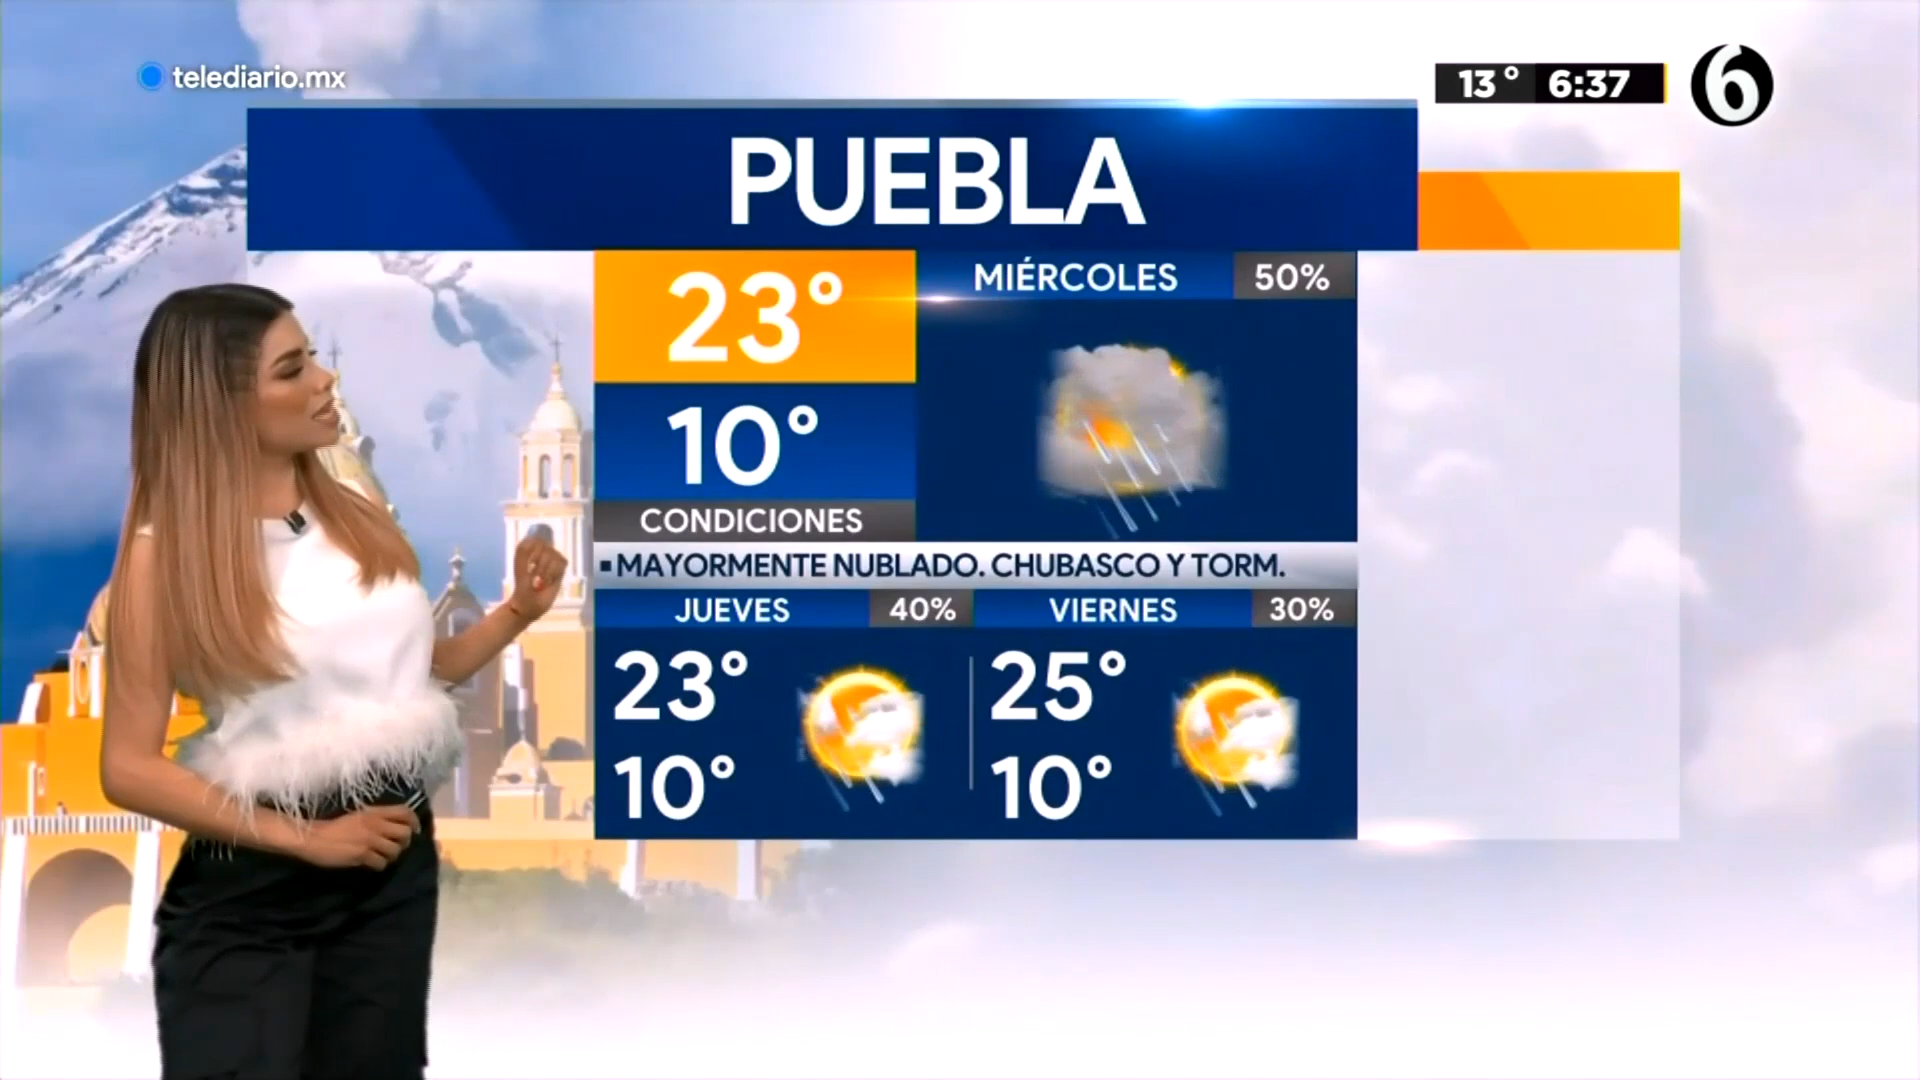 telediario.mx
13° 6:37 6
PUEBLA
23°
MIÉRCOLES 50%
10°
CONDICIONES
▪MAYORMENTE NUBLADO. CHUBASCO Y TORM.
JUEVES 40% VIERNES 30%
23° 25°
10° 10°